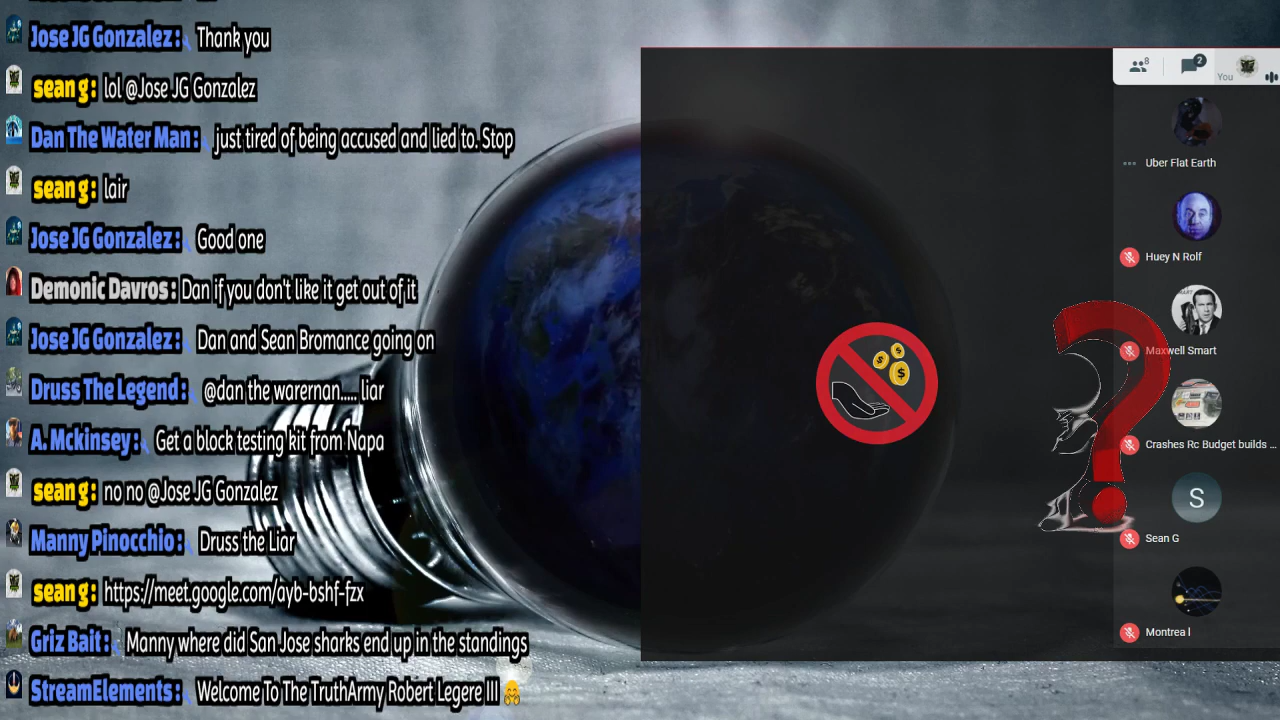 Jose JG Gonzalez: Thank you
sean g: lol @Jose JG Gonzalez
Dan The Water Man: just tired of being accused and lied to. Stop
sean g: lair
Jose JG Gonzalez: Good one
Demonic Davros: Dan if you don't like it get out of it
Jose JG Gonzalez: Dan and Sean Bromance going on
Druss The Legend: @dan the warernan..... liar
A. Mckinsey: Get a block testing kit from Napa
sean g: no no @Jose JG Gonzalez
Manny Pinocchio: Druss the Liar
sean g: https://meet.google.com/ayb-bshf-fzx
Griz Bait: Manny where did San Jose sharks end up in the standings
StreamElements: Welcome To The TruthArmy Robert Legere III 🤗
8
2
You
Uber Flat Earth
Huey N Rolf
Maxwell Smart
Crashes Rc Budget builds ...
S
Sean G
Montrea l
$